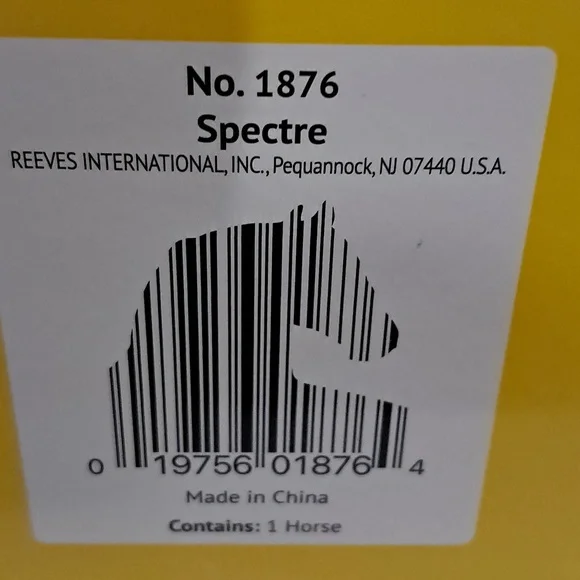 No. 1876
Spectre
REEVES INTERNATIONAL, INC., Pequannock, NJ 07440 U.S.A.
0 19756 01876 4
Made in China
Contains: 1 Horse